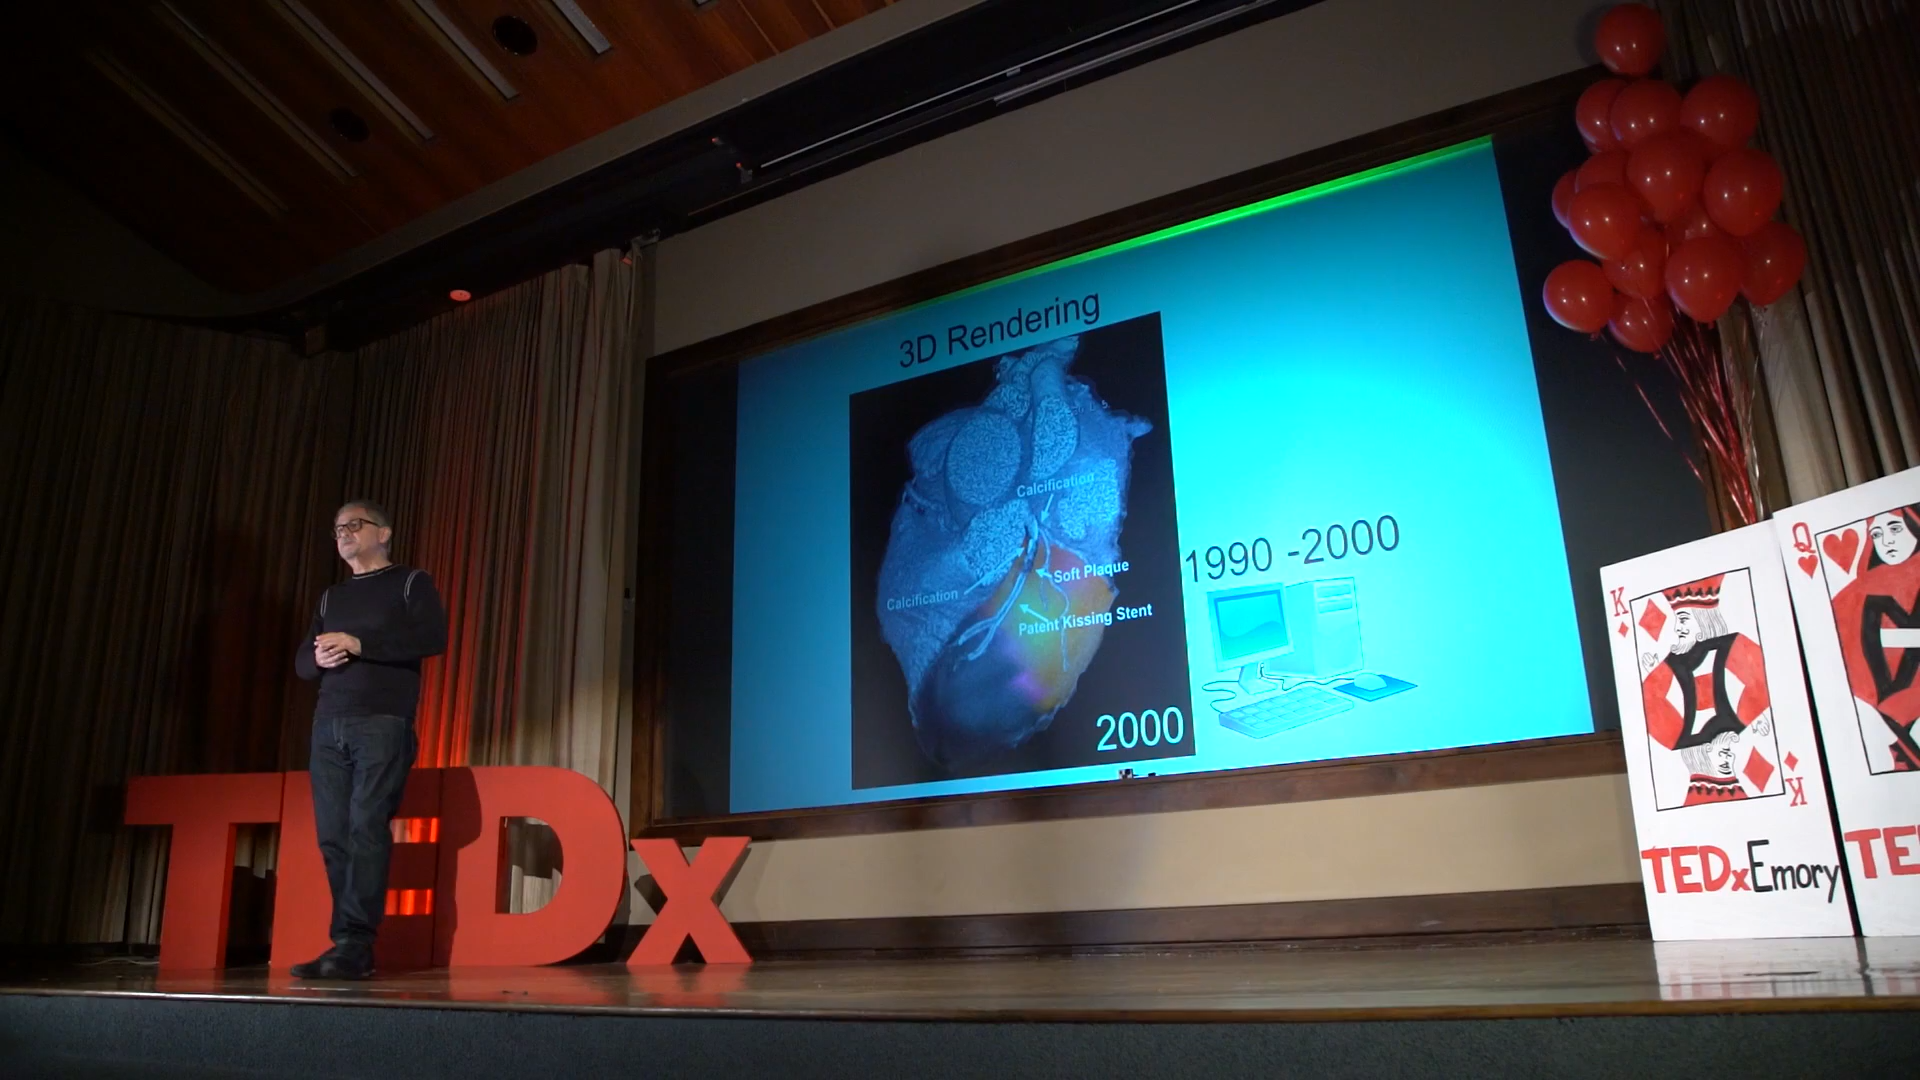 3D Rendering
Calcification
Soft Plaque
Calcification
Patent Kissing Stent
2000
1990 -2000
TEDx
K
K
TEDxEmory
Q
TE